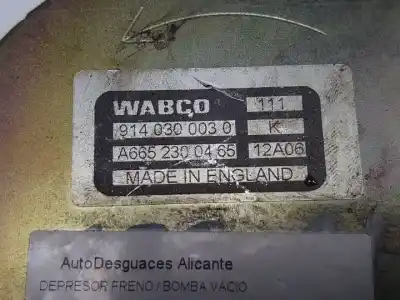 WABCO 111
914 030 003 0 K
A665 230 04 65 12A06
MADE IN ENGLAND
AutoDesguaces Alicante
DEPRESOR FRENO / BOMBA VACIO